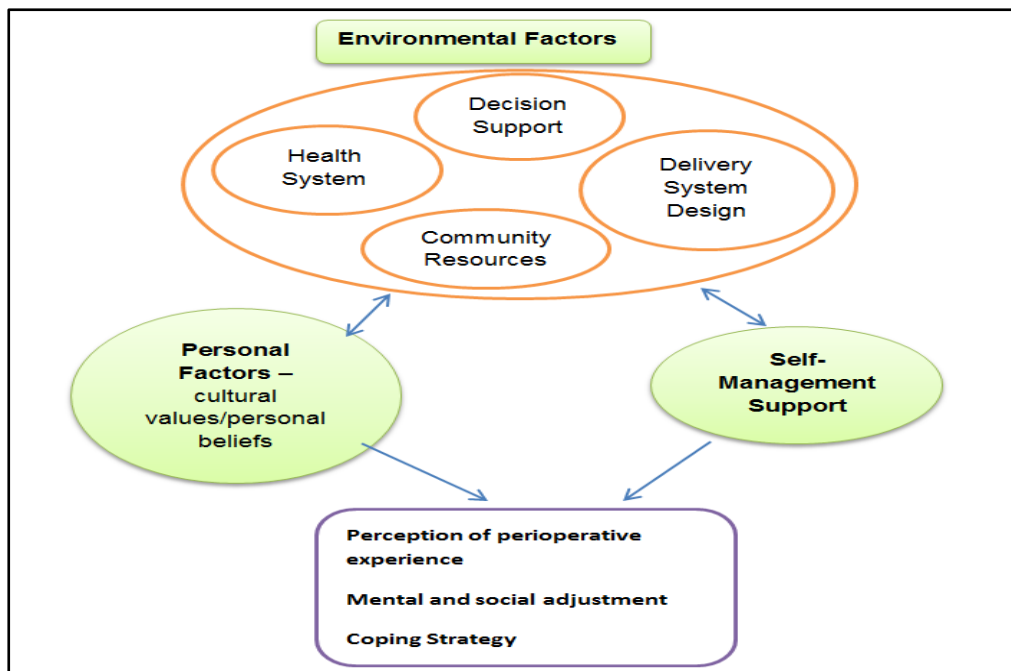 Environmental Factors
Decision
Support
Health
System
Delivery
System
Design
Community
Resources
Personal
Factors –
cultural
values/personal
beliefs
Self-
Management
Support
Perception of perioperative
experience
Mental and social adjustment
Coping Strategy